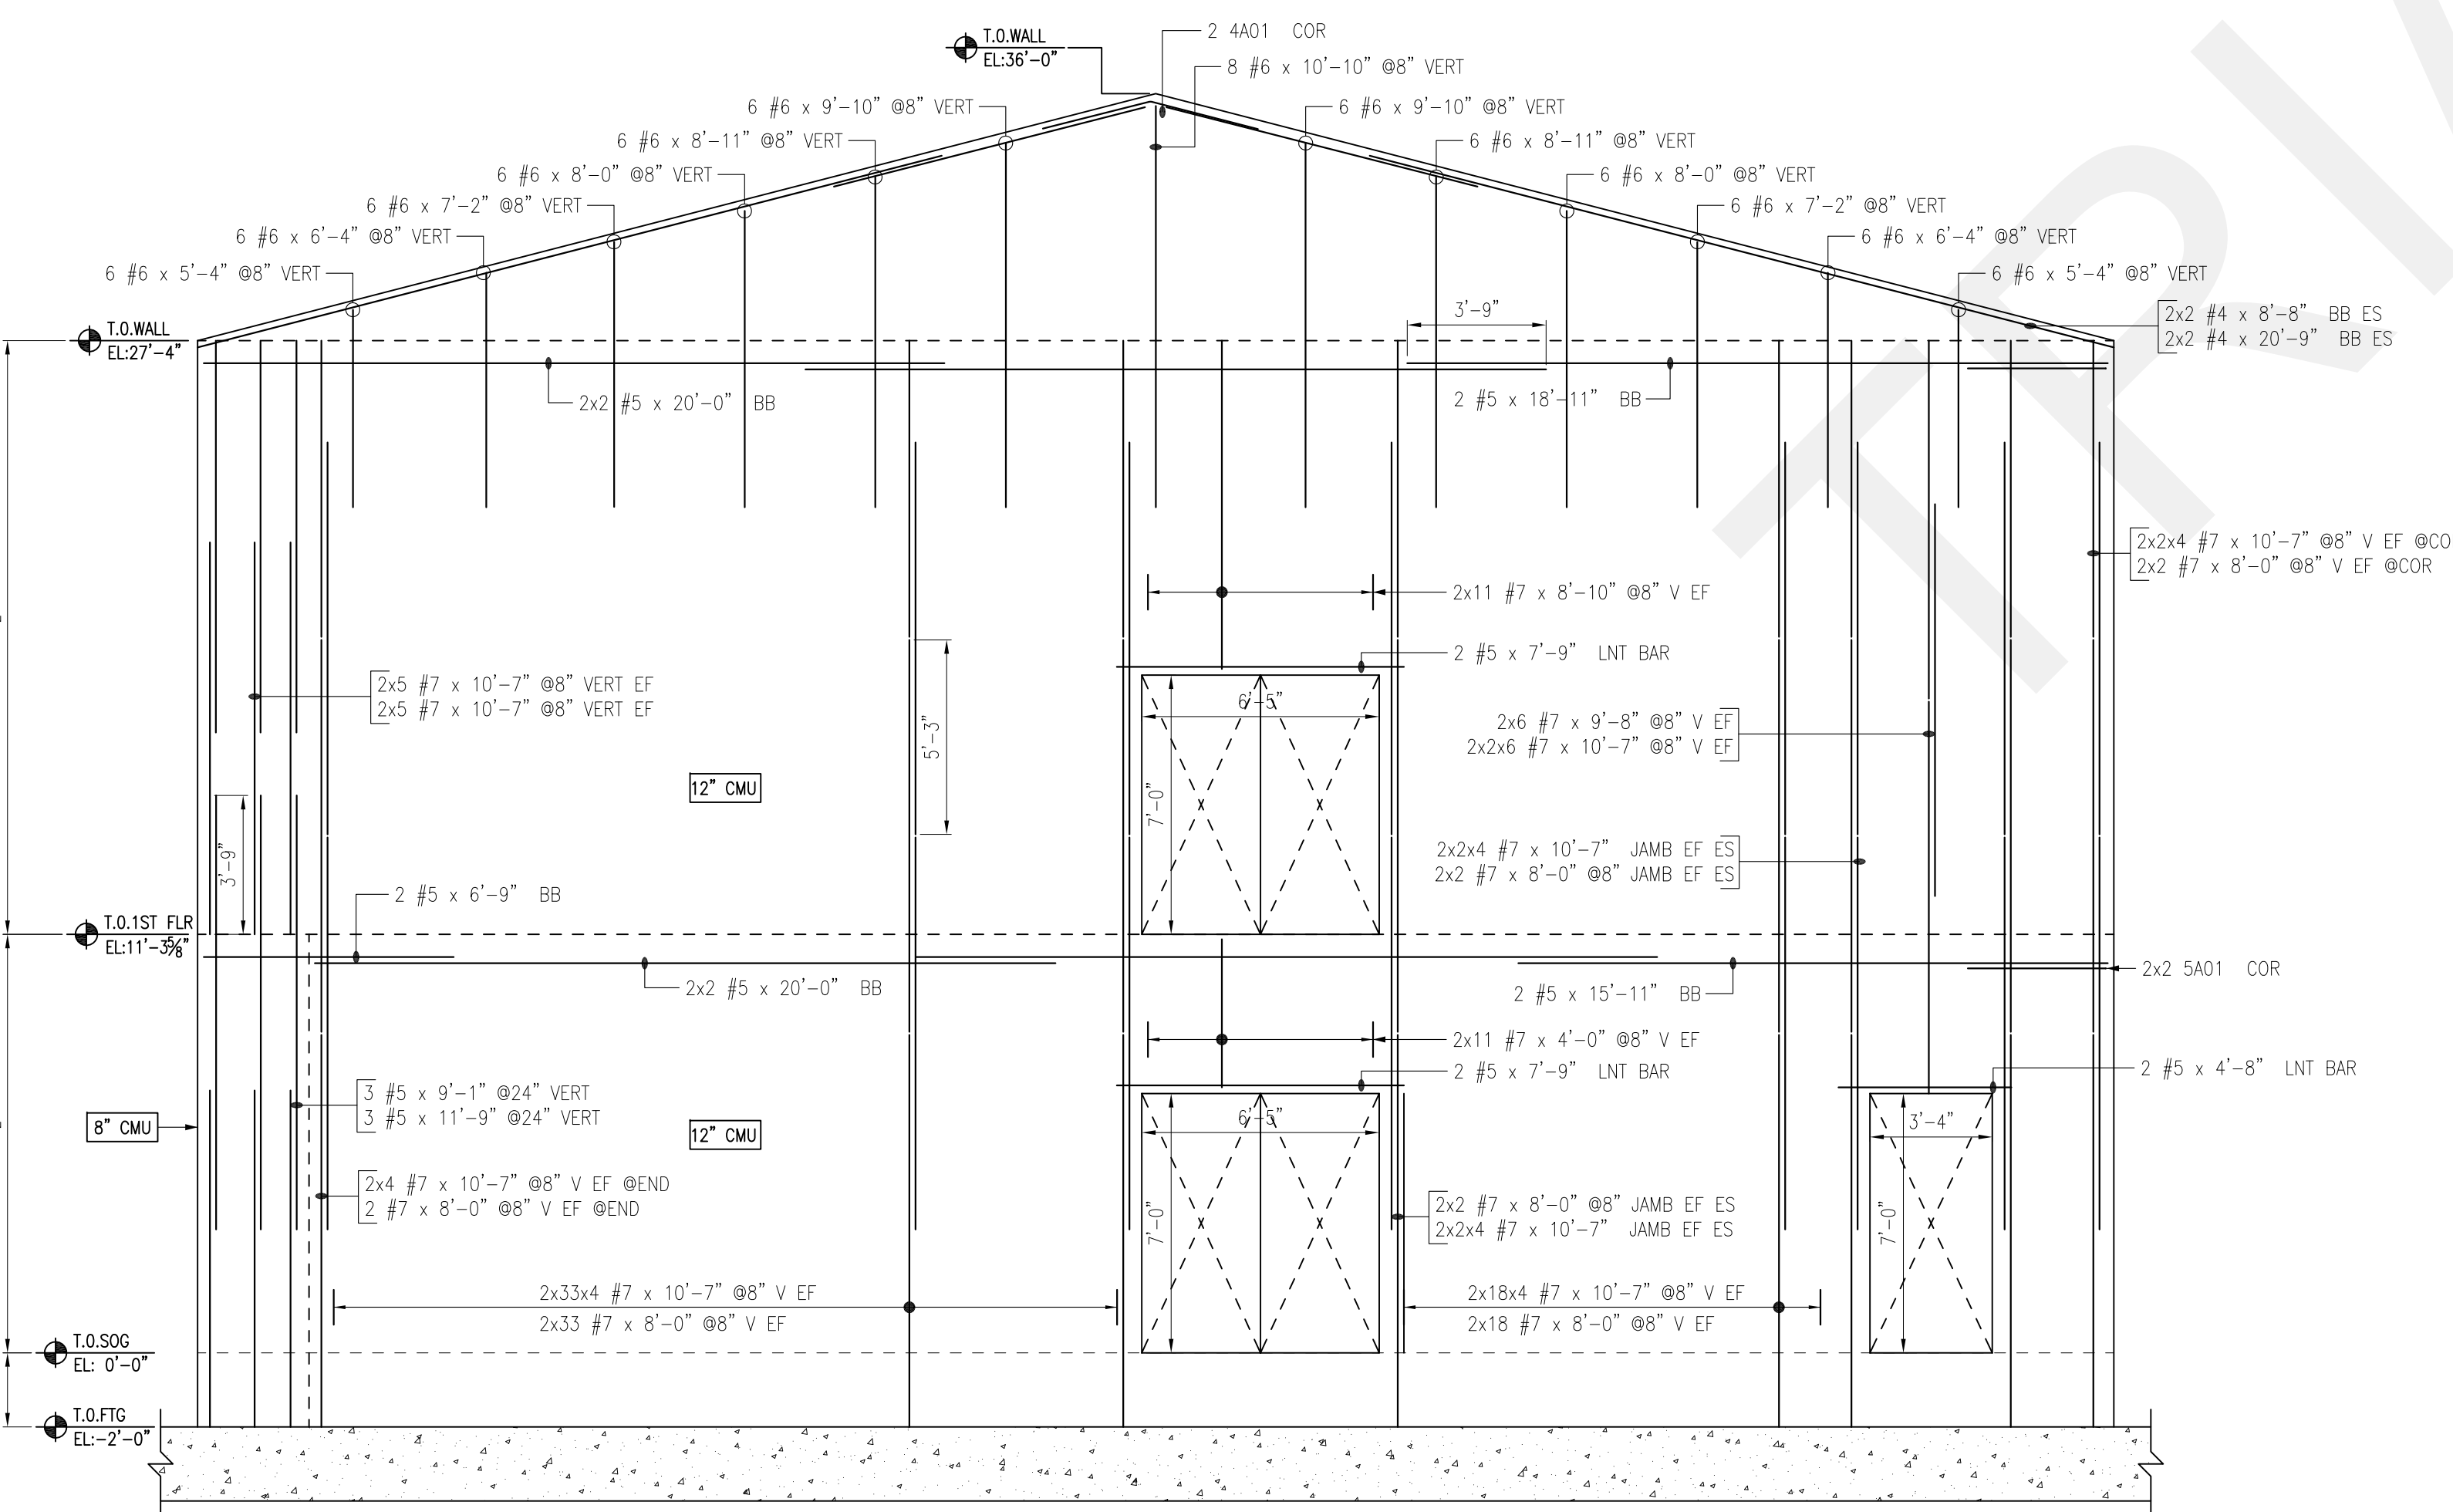 T.O.WALL
EL:36'-0"
2 4A01 COR
8 #6 x 10'-10" @8" VERT
6 #6 x 9'-10" @8" VERT
6 #6 x 9'-10" @8" VERT
6 #6 x 8'-11" @8" VERT
6 #6 x 8'-11" @8" VERT
6 #6 x 8'-0" @8" VERT
6 #6 x 8'-0" @8" VERT
6 #6 x 7'-2" @8" VERT
6 #6 x 7'-2" @8" VERT
6 #6 x 6'-4" @8" VERT
6 #6 x 6'-4" @8" VERT
6 #6 x 5'-4" @8" VERT
6 #6 x 5'-4" @8" VERT
3'-9"
2x2 #4 x 8'-8" BB ES
2x2 #4 x 20'-9" BB ES
T.O.WALL
EL:27'-4"
2x2 #5 x 20'-0" BB
2 #5 x 18'-11" BB
2x2x4 #7 x 10'-7" @8" V EF @CO
2x2 #7 x 8'-0" @8" V EF @COR
2x11 #7 x 8'-10" @8" V EF
2 #5 x 7'-9" LNT BAR
2x5 #7 x 10'-7" @8" VERT EF
2x5 #7 x 10'-7" @8" VERT EF
6'-5"
5'-3"
2x6 #7 x 9'-8" @8" V EF
2x2x6 #7 x 10'-7" @8" V EF
12" CMU
7'-0"
3'-9"
2x2x4 #7 x 10'-7" JAMB EF ES
2x2 #7 x 8'-0" @8" JAMB EF ES
2 #5 x 6'-9" BB
T.O.1ST FLR
EL:11'-3⅝"
2x2 #5 x 20'-0" BB
2 #5 x 15'-11" BB
2x2 5A01 COR
2x11 #7 x 4'-0" @8" V EF
2 #5 x 7'-9" LNT BAR
2 #5 x 4'-8" LNT BAR
3 #5 x 9'-1" @24" VERT
3 #5 x 11'-9" @24" VERT
8" CMU
12" CMU
6'-5"
3'-4"
2x4 #7 x 10'-7" @8" V EF @END
2 #7 x 8'-0" @8" V EF @END
7'-0"
2x2 #7 x 8'-0" @8" JAMB EF ES
2x2x4 #7 x 10'-7" JAMB EF ES
7'-0"
2x33x4 #7 x 10'-7" @8" V EF
2x33 #7 x 8'-0" @8" V EF
2x18x4 #7 x 10'-7" @8" V EF
2x18 #7 x 8'-0" @8" V EF
T.O.SOG
EL: 0'-0"
T.O.FTG
EL:-2'-0"